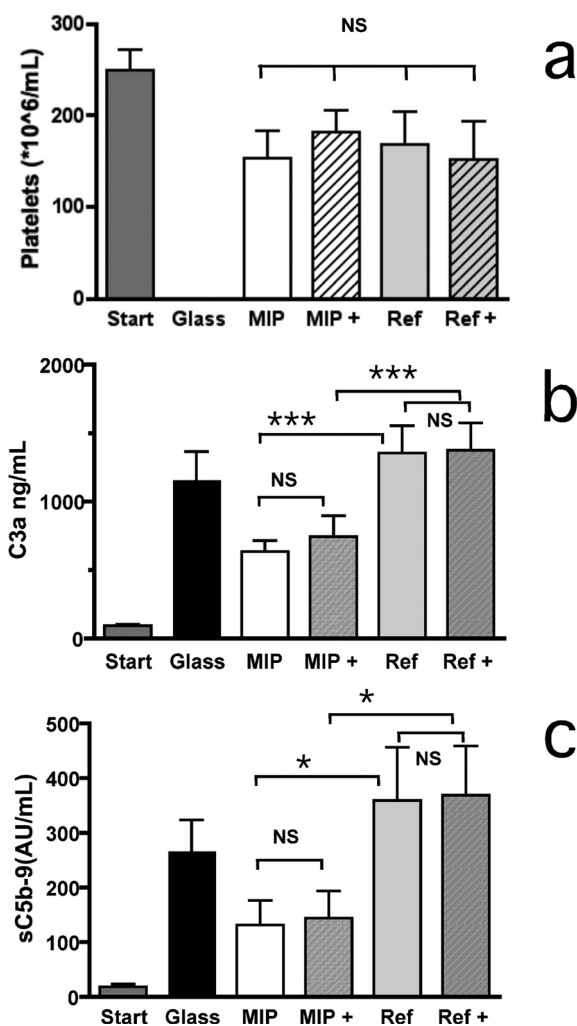 300
200
100
0
Platelets (*10^6/mL)
NS
a
Start Glass MIP MIP + Ref Ref +
2000
1000
0
C3a ng/mL
***
***
NS
NS
b
Start Glass MIP MIP + Ref Ref +
500
400
300
200
100
0
sC5b-9(AU/mL)
*
*
NS
NS
c
Start Glass MIP MIP + Ref Ref +